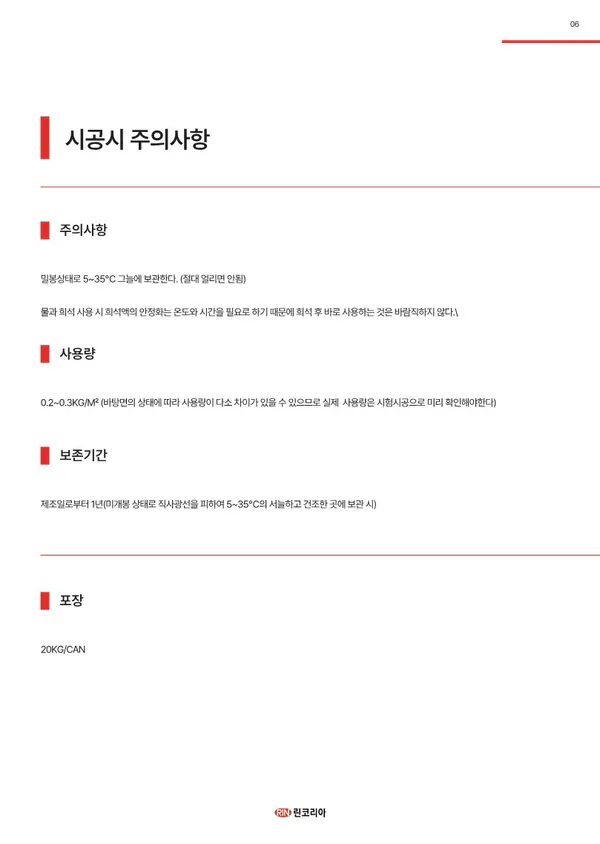 06
시공시 주의사항
주의사항
밀봉상태로 5~35°C 그늘에 보관한다. (절대 얼리면 안됨)
물과 희석 사용 시 희석액의 안정화는 온도와 시간을 필요로 하기 때문에 희석 후 바로 사용하는 것은 바람직하지 않다.\
사용량
0.2~0.3KG/M² (바탕면의 상태에 따라 사용량이 다소 차이가 있을 수 있으므로 실제 사용량은 시험시공으로 미리 확인해야한다)
보존기간
제조일로부터 1년(미개봉 상태로 직사광선을 피하여 5~35°C의 서늘하고 건조한 곳에 보관 시)
포장
20KG/CAN
RIN 린코리아